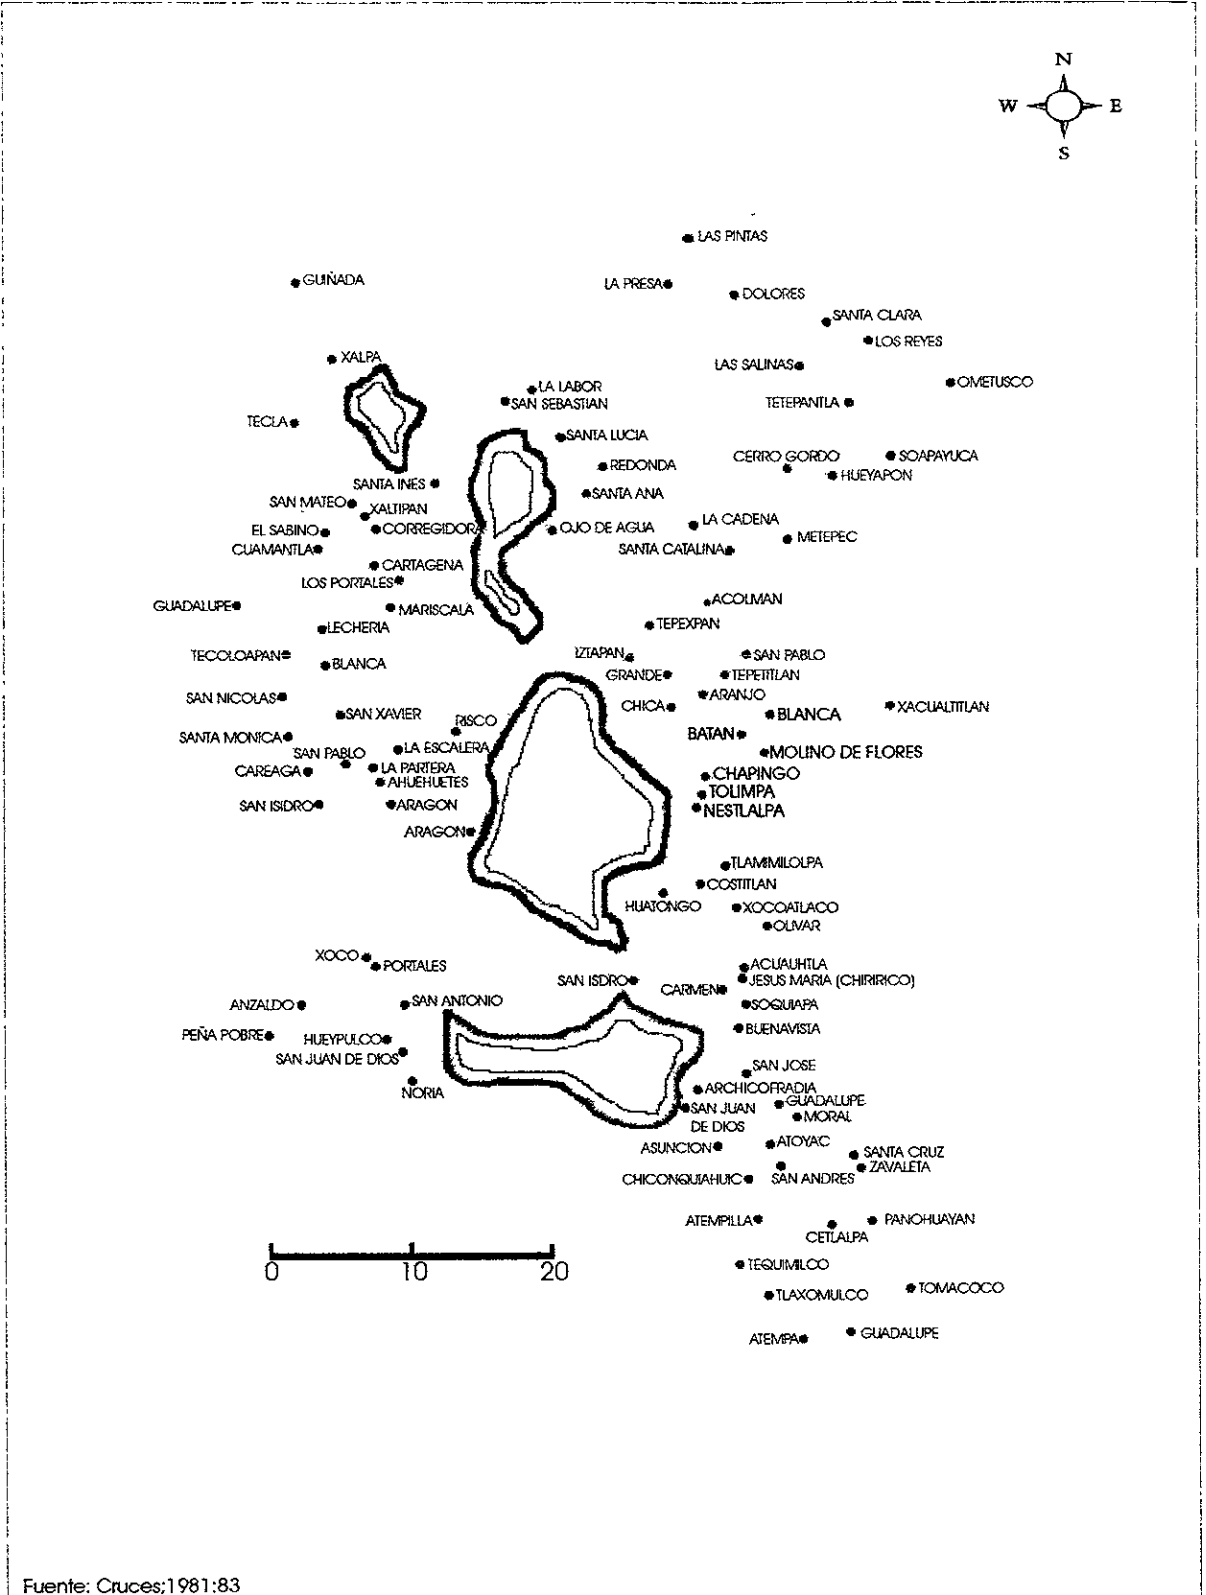 N
W E
S
LAS PINTAS
GUIÑADA
LA PRESA
DOLORES
SANTA CLARA
LOS REYES
XALPA
LAS SALINAS
OMETUSCO
LA LABOR
SAN SEBASTIAN
TETEPANTLA
TECLA
SANTA LUCIA
CERRO GORDO
SOAPAYUCA
REDONDA
HUEYAPON
SANTA INES
SANTA ANA
SAN MATEO
XALTIPAN
LA CADENA
EL SABINO
CORREGIDORA
OJO DE AGUA
METEPEC
CUAMANTLA
SANTA CATALINA
CARTAGENA
LOS PORTALES
ACOLMAN
GUADALUPE
MARISCALA
TEPEXPAN
LECHERIA
IZTAPAN
SAN PABLO
TECOLOAPAN
BLANCA
GRANDE
TEPETITLAN
SAN NICOLAS
ARANJO
CHICA
XACUALTITLAN
SAN XAVIER
BLANCA
RISCO
SANTA MONICA
BATAN
LA ESCALERA
SAN PABLO
MOLINO DE FLORES
CAREAGA
LA PARTERA
CHAPINGO
AHUEHUETES
TOLIMPA
SAN ISIDRO
ARAGON
NESTLALPA
ARAGON
TLAMIMILOLPA
COSTITLAN
HUATONGO
XOCOATLACO
OLIVAR
XOCO
PORTALES
ACUAUHTLA
SAN ISDRO
JESUS MARIA (CHIRIRICO)
CARMEN
ANZALDO
SAN ANTONIO
SOQUIAPA
PEÑA POBRE
HUEYPULCO
BUENAVISTA
SAN JUAN DE DIOS
SAN JOSE
NORIA
ARCHICOFRADIA
GUADALUPE
SAN JUAN
DE DIOS
MORAL
ASUNCION
ATOYAC
SANTA CRUZ
ZAVALETA
CHICONQUIAHUIC
SAN ANDRES
ATEMPILLA
PANOHUAYAN
CETLALPA
0 10 20
TEQUIMILCO
TLAXOMULCO
TOMACOCO
ATEMPA
GUADALUPE
Fuente: Cruces;1981:83